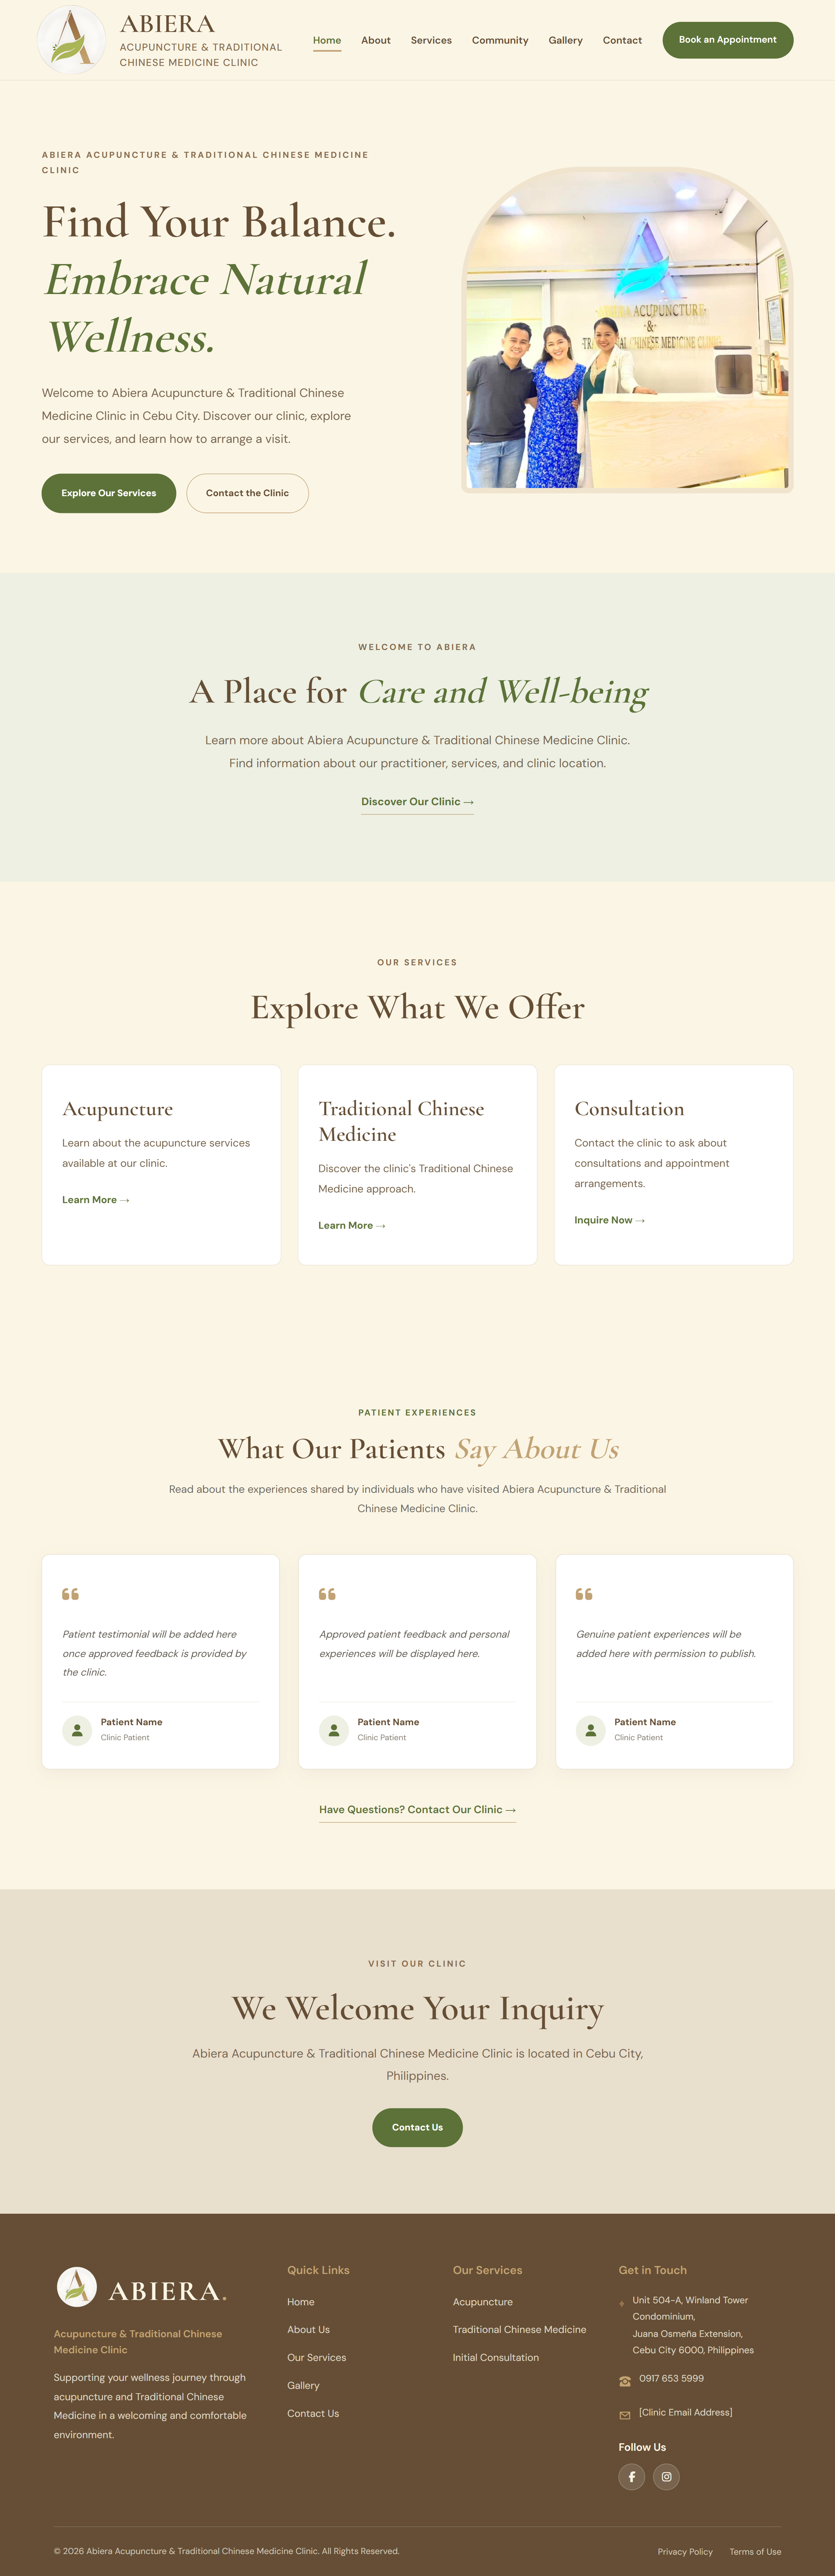 ABIERA
ACUPUNCTURE & TRADITIONAL
CHINESE MEDICINE CLINIC
Home
About
Services
Community
Gallery
Contact
Book an Appointment
ABIERA ACUPUNCTURE & TRADITIONAL CHINESE MEDICINE
CLINIC
Find Your Balance.
Embrace Natural
Wellness.
Welcome to Abiera Acupuncture & Traditional Chinese
Medicine Clinic in Cebu City. Discover our clinic, explore
our services, and learn how to arrange a visit.
Explore Our Services
Contact the Clinic
ABIERA ACUPUNCTURE
&
TRADITIONAL CHINESE MEDICINE CLINIC
WELCOME TO ABIERA
A Place for Care and Well-being
Learn more about Abiera Acupuncture & Traditional Chinese Medicine Clinic.
Find information about our practitioner, services, and clinic location.
Discover Our Clinic →
OUR SERVICES
Explore What We Offer
Acupuncture
Learn about the acupuncture services
available at our clinic.
Learn More →
Traditional Chinese
Medicine
Discover the clinic's Traditional Chinese
Medicine approach.
Learn More →
Consultation
Contact the clinic to ask about
consultations and appointment
arrangements.
Inquire Now →
PATIENT EXPERIENCES
What Our Patients Say About Us
Read about the experiences shared by individuals who have visited Abiera Acupuncture & Traditional
Chinese Medicine Clinic.
Patient testimonial will be added here
once approved feedback is provided by
the clinic.
Patient Name
Clinic Patient
Approved patient feedback and personal
experiences will be displayed here.
Patient Name
Clinic Patient
Genuine patient experiences will be
added here with permission to publish.
Patient Name
Clinic Patient
Have Questions? Contact Our Clinic →
VISIT OUR CLINIC
We Welcome Your Inquiry
Abiera Acupuncture & Traditional Chinese Medicine Clinic is located in Cebu City,
Philippines.
Contact Us
ABIERA.
Acupuncture & Traditional Chinese
Medicine Clinic
Supporting your wellness journey through
acupuncture and Traditional Chinese
Medicine in a welcoming and comfortable
environment.
Quick Links
Home
About Us
Our Services
Gallery
Contact Us
Our Services
Acupuncture
Traditional Chinese Medicine
Initial Consultation
Get in Touch
Unit 504-A, Winland Tower
Condominium,
Juana Osmeña Extension,
Cebu City 6000, Philippines
0917 653 5999
[Clinic Email Address]
Follow Us
© 2026 Abiera Acupuncture & Traditional Chinese Medicine Clinic. All Rights Reserved.
Privacy Policy
Terms of Use